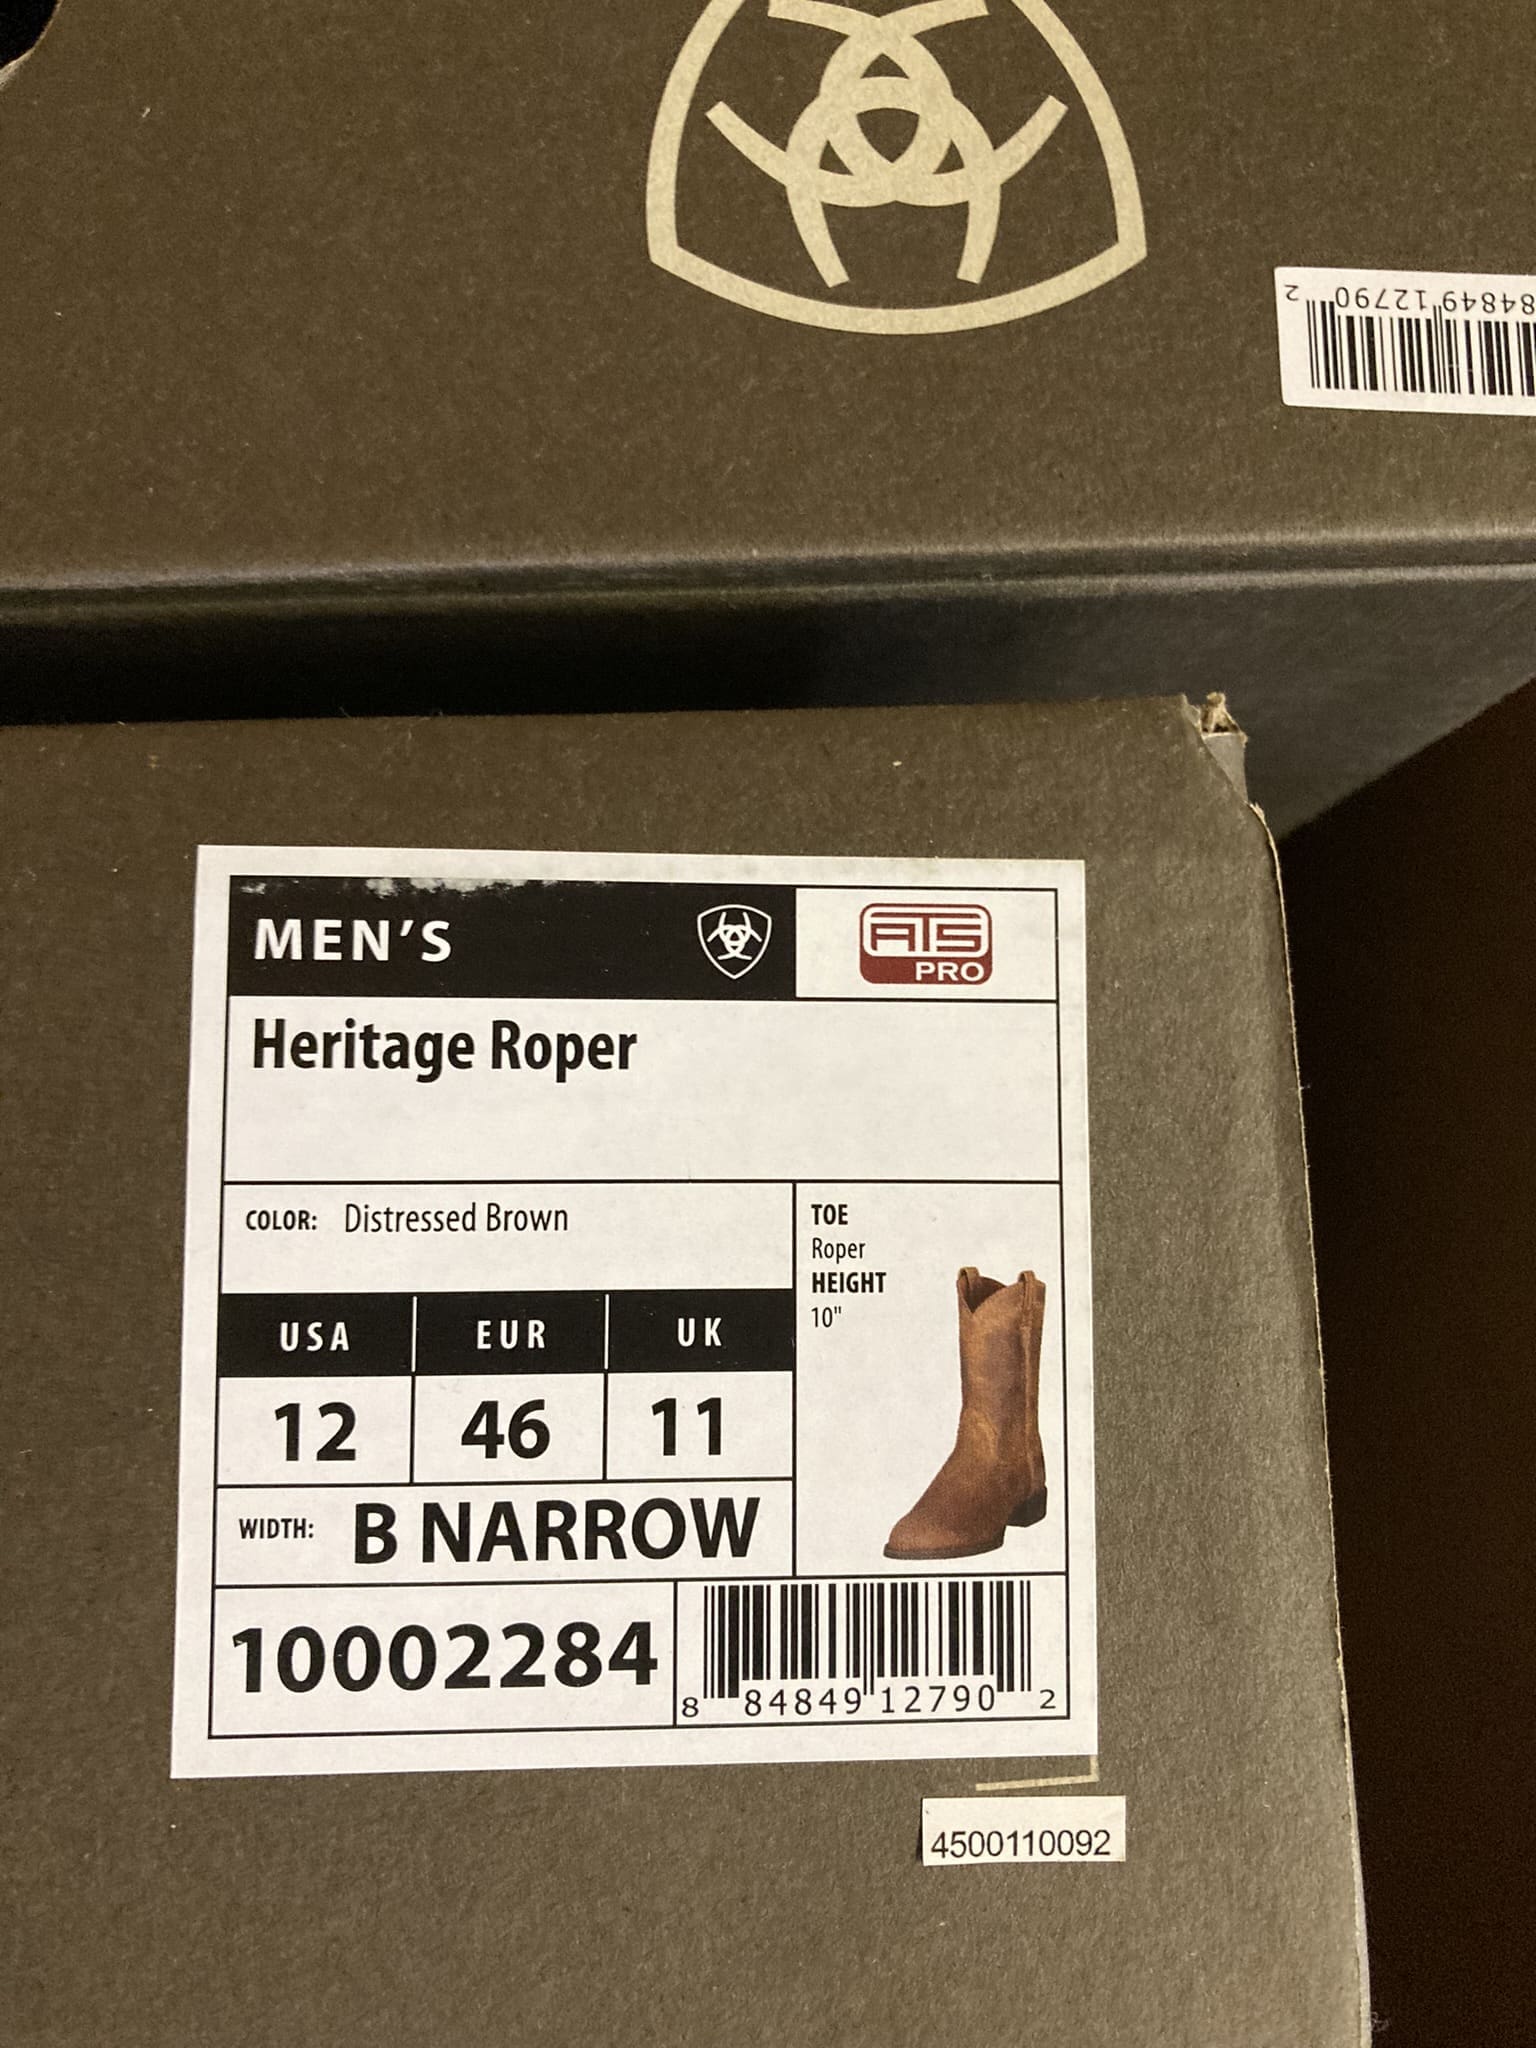 84849 12790 2
MEN'S
ATS
PRO
Heritage Roper
COLOR: Distressed Brown
TOE
Roper
HEIGHT
10"
USA EUR UK
12 46 11
WIDTH: B NARROW
10002284
8 84849 12790 2
4500110092